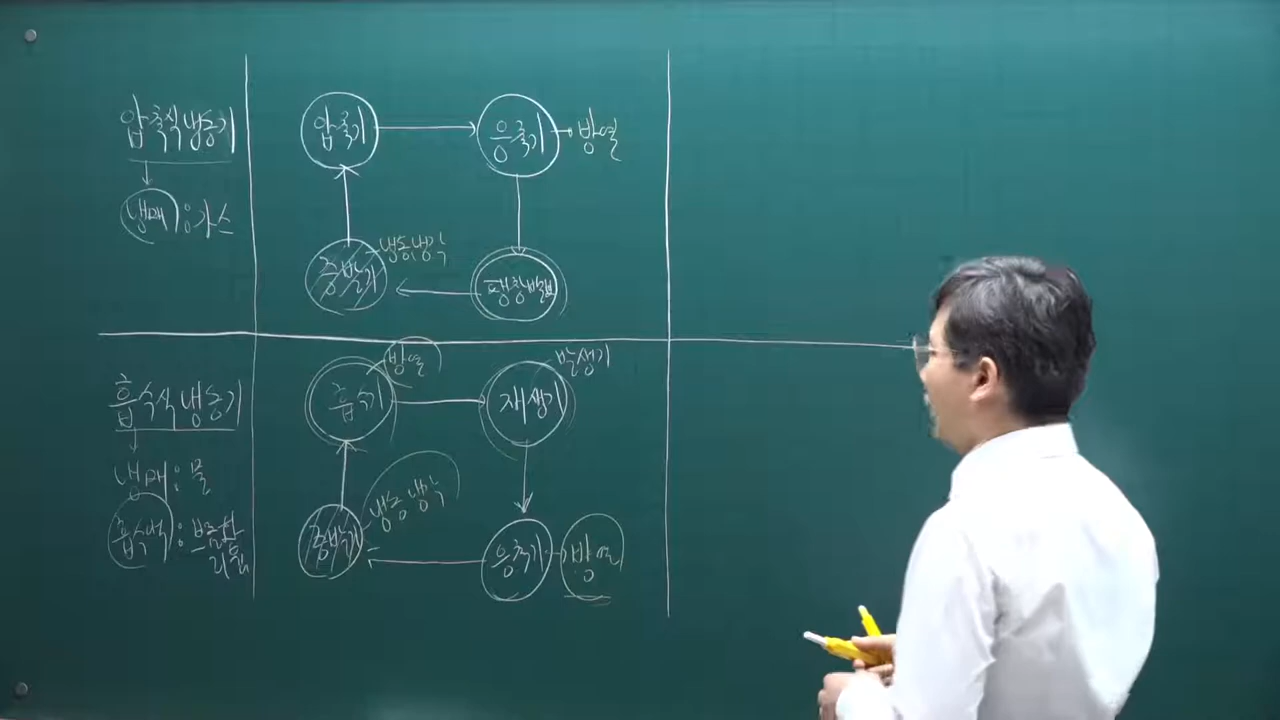 압축식냉동기
냉매:가스
압축기
응축기
방열
증발기
냉동냉각
팽창밸브
흡수식냉동기
냉매:물
흡수액:브롬화
리튬
흡수기
방열
재생기
발생기
증발기
냉동냉각
응축기
방열